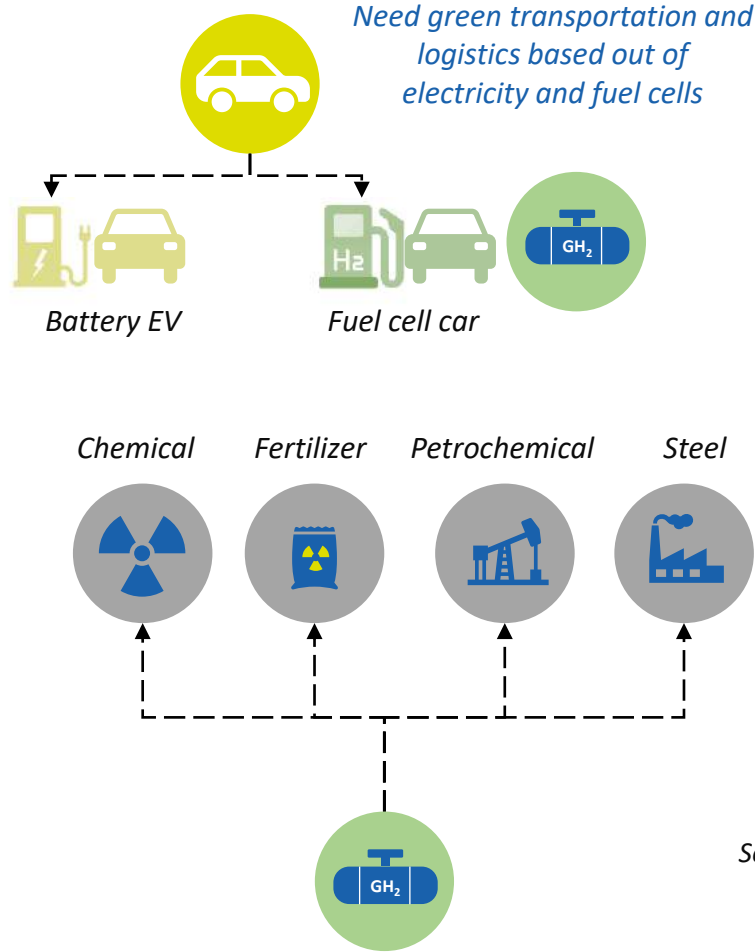 Need green transportation and
logistics based out of
electricity and fuel cells
H2
GH₂
Battery EV
Fuel cell car
Chemical
Fertilizer
Petrochemical
Steel
GH₂